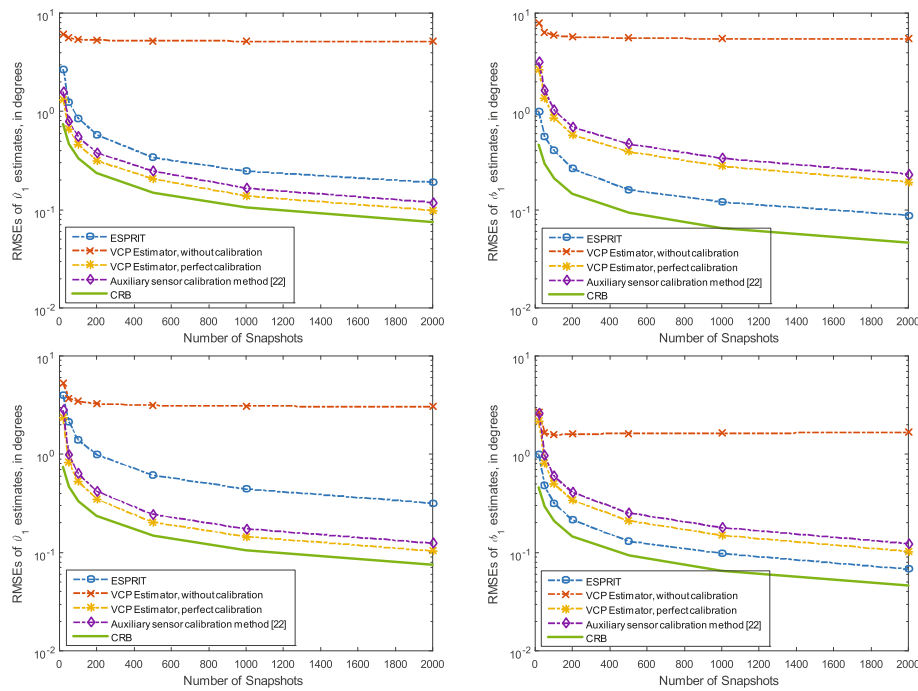 RMSEs of 1 estimates, in degrees
10^1
10^0
10^-1
10^-2
ESPRIT
VCP Estimator, without calibration
VCP Estimator, perfect calibration
Auxiliary sensor calibration method [22]
CRB
0 200 400 600 800 1000 1200 1400 1600 1800 2000
Number of Snapshots
RMSEs of 1 estimates, in degrees
10^1
10^0
10^-1
10^-2
ESPRIT
VCP Estimator, without calibration
VCP Estimator, perfect calibration
Auxiliary sensor calibration method [22]
CRB
0 200 400 600 800 1000 1200 1400 1600 1800 2000
Number of Snapshots
RMSEs of 1 estimates, in degrees
10^1
10^0
10^-1
10^-2
ESPRIT
VCP Estimator, without calibration
VCP Estimator, perfect calibration
Auxiliary sensor calibration method [22]
CRB
0 200 400 600 800 1000 1200 1400 1600 1800 2000
Number of Snapshots
RMSEs of 1 estimates, in degrees
10^1
10^0
10^-1
10^-2
ESPRIT
VCP Estimator, without calibration
VCP Estimator, perfect calibration
Auxiliary sensor calibration method [22]
CRB
0 200 400 600 800 1000 1200 1400 1600 1800 2000
Number of Snapshots